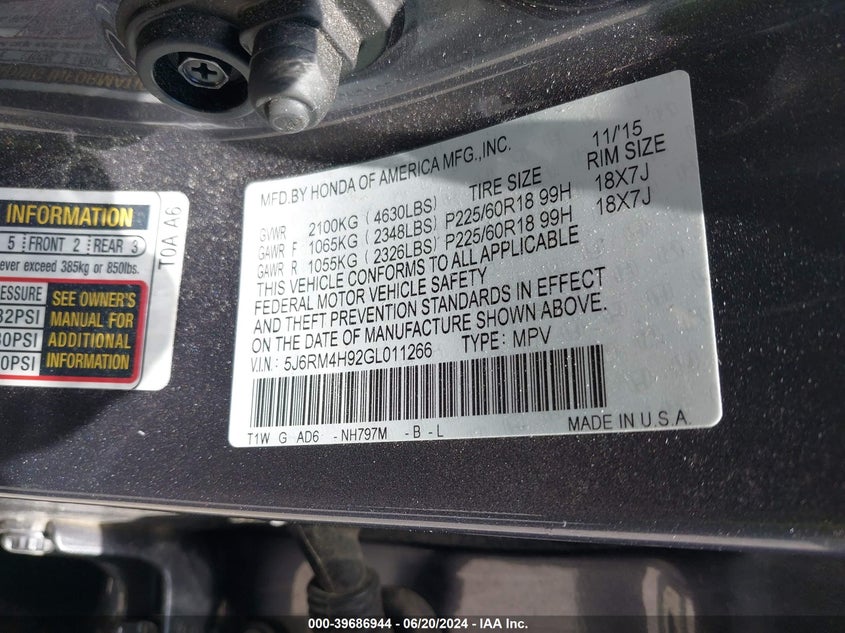 MFD.BY HONDA OF AMERICA MFG.,INC. 11/'15
TIRE SIZE RIM SIZE
GVWR 2100KG (4630LBS)
GAWR F 1065KG (2348LBS) P225/60R18 99H 18X7J
GAWR R 1055KG (2326LBS) P225/60R18 99H 18X7J
THIS VEHICLE CONFORMS TO ALL APPLICABLE
FEDERAL MOTOR VEHICLE SAFETY
AND THEFT PREVENTION STANDARDS IN EFFECT
ON THE DATE OF MANUFACTURE SHOWN ABOVE.
V.I.N.: 5J6RM4H92GL011266 TYPE: MPV
T1W G AD6 - NH797M - B - L
MADE IN U.S.A.
INFORMATION
5 FRONT 2 REAR 3
never exceed 385kg or 850lbs.
SEE OWNER'S
MANUAL FOR
ADDITIONAL
INFORMATION
T0A A6
000-39686944 / 06/20/2024 / IAA Inc.